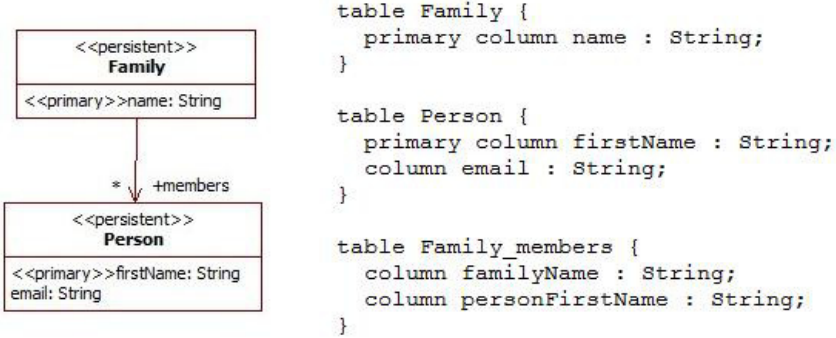 <<persistent>>
Family
<<primary>>name: String
* +members
<<persistent>>
Person
<<primary>>firstName: String
email: String
table Family {
primary column name : String;
}
table Person {
primary column firstName : String;
column email : String;
}
table Family_members {
column familyName : String;
column personFirstName : String;
}